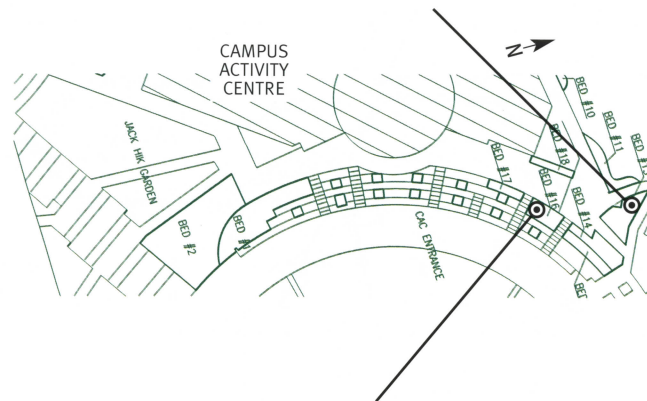 CAMPUS
ACTIVITY
CENTRE
N
JACK HIK GARDEN
BED #2
CAC ENTRANCE
BED #17
BED #18
BED #16
BED #14
BED #10
BED #11
BED